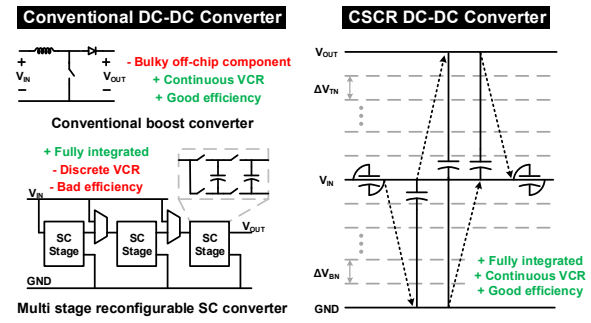 Conventional DC-DC Converter
+
V_IN
−
+
V_OUT
−
- Bulky off-chip component
+ Continuous VCR
+ Good efficiency
Conventional boost converter
+ Fully integrated
- Discrete VCR
- Bad efficiency
V_IN
SC
Stage
SC
Stage
SC
Stage
V_OUT
GND
Multi stage reconfigurable SC converter
CSCR DC-DC Converter
V_OUT
ΔV_TN
V_IN
ΔV_BN
GND
+ Fully integrated
+ Continuous VCR
+ Good efficiency